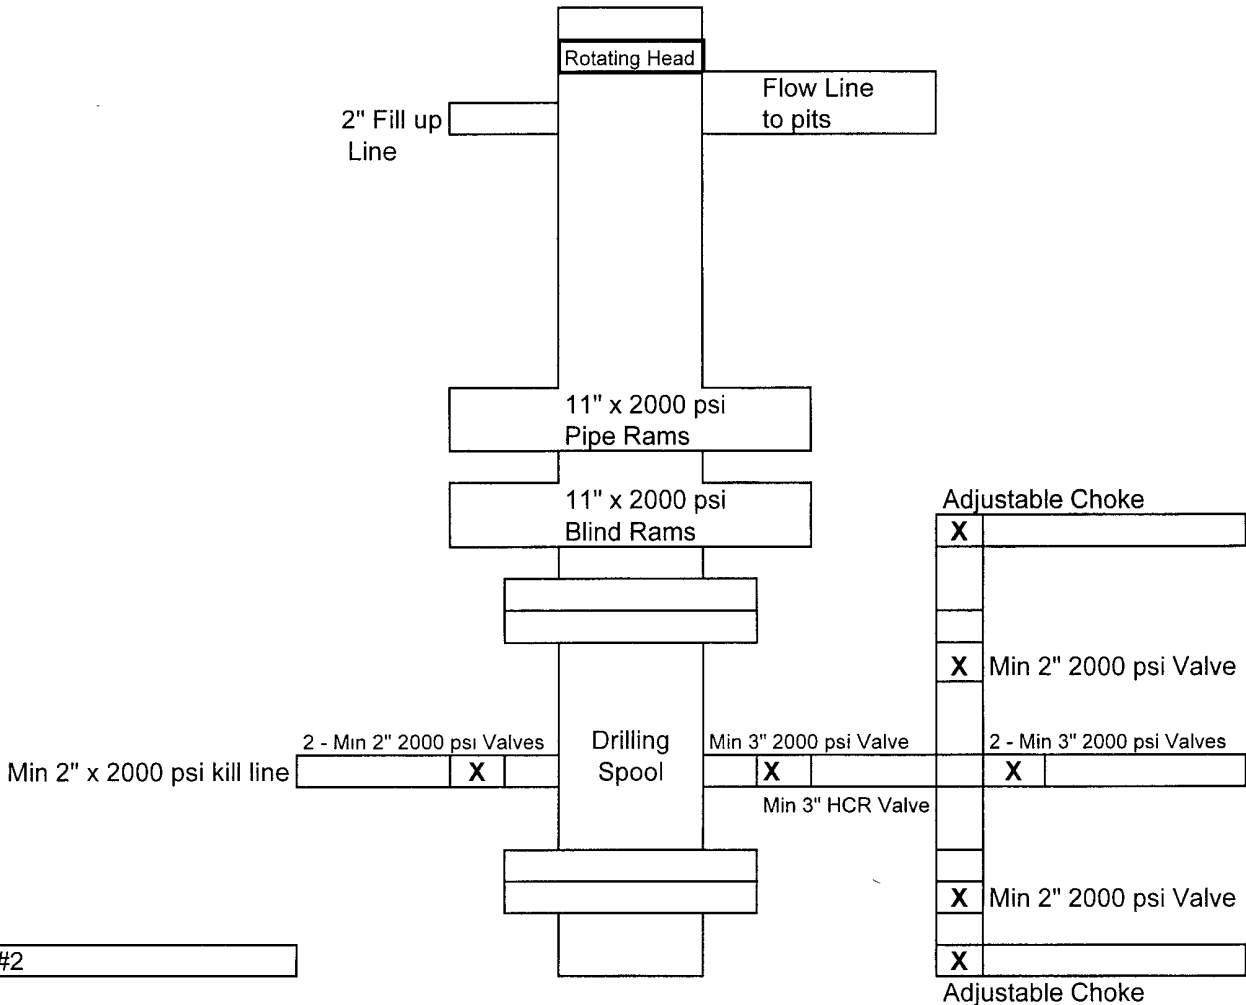 Rotating Head
Flow Line
to pits
2" Fill up
Line
11" x 2000 psi
Pipe Rams
11" x 2000 psi
Blind Rams
Adjustable Choke
X
X Min 2" 2000 psi Valve
2 - Min 2" 2000 psi Valves
Drilling
Spool
Min 3" 2000 psi Valve
2 - Min 3" 2000 psi Valves
Min 2" x 2000 psi kill line
X
X
X
Min 3" HCR Valve
X Min 2" 2000 psi Valve
#2
X
Adjustable Choke